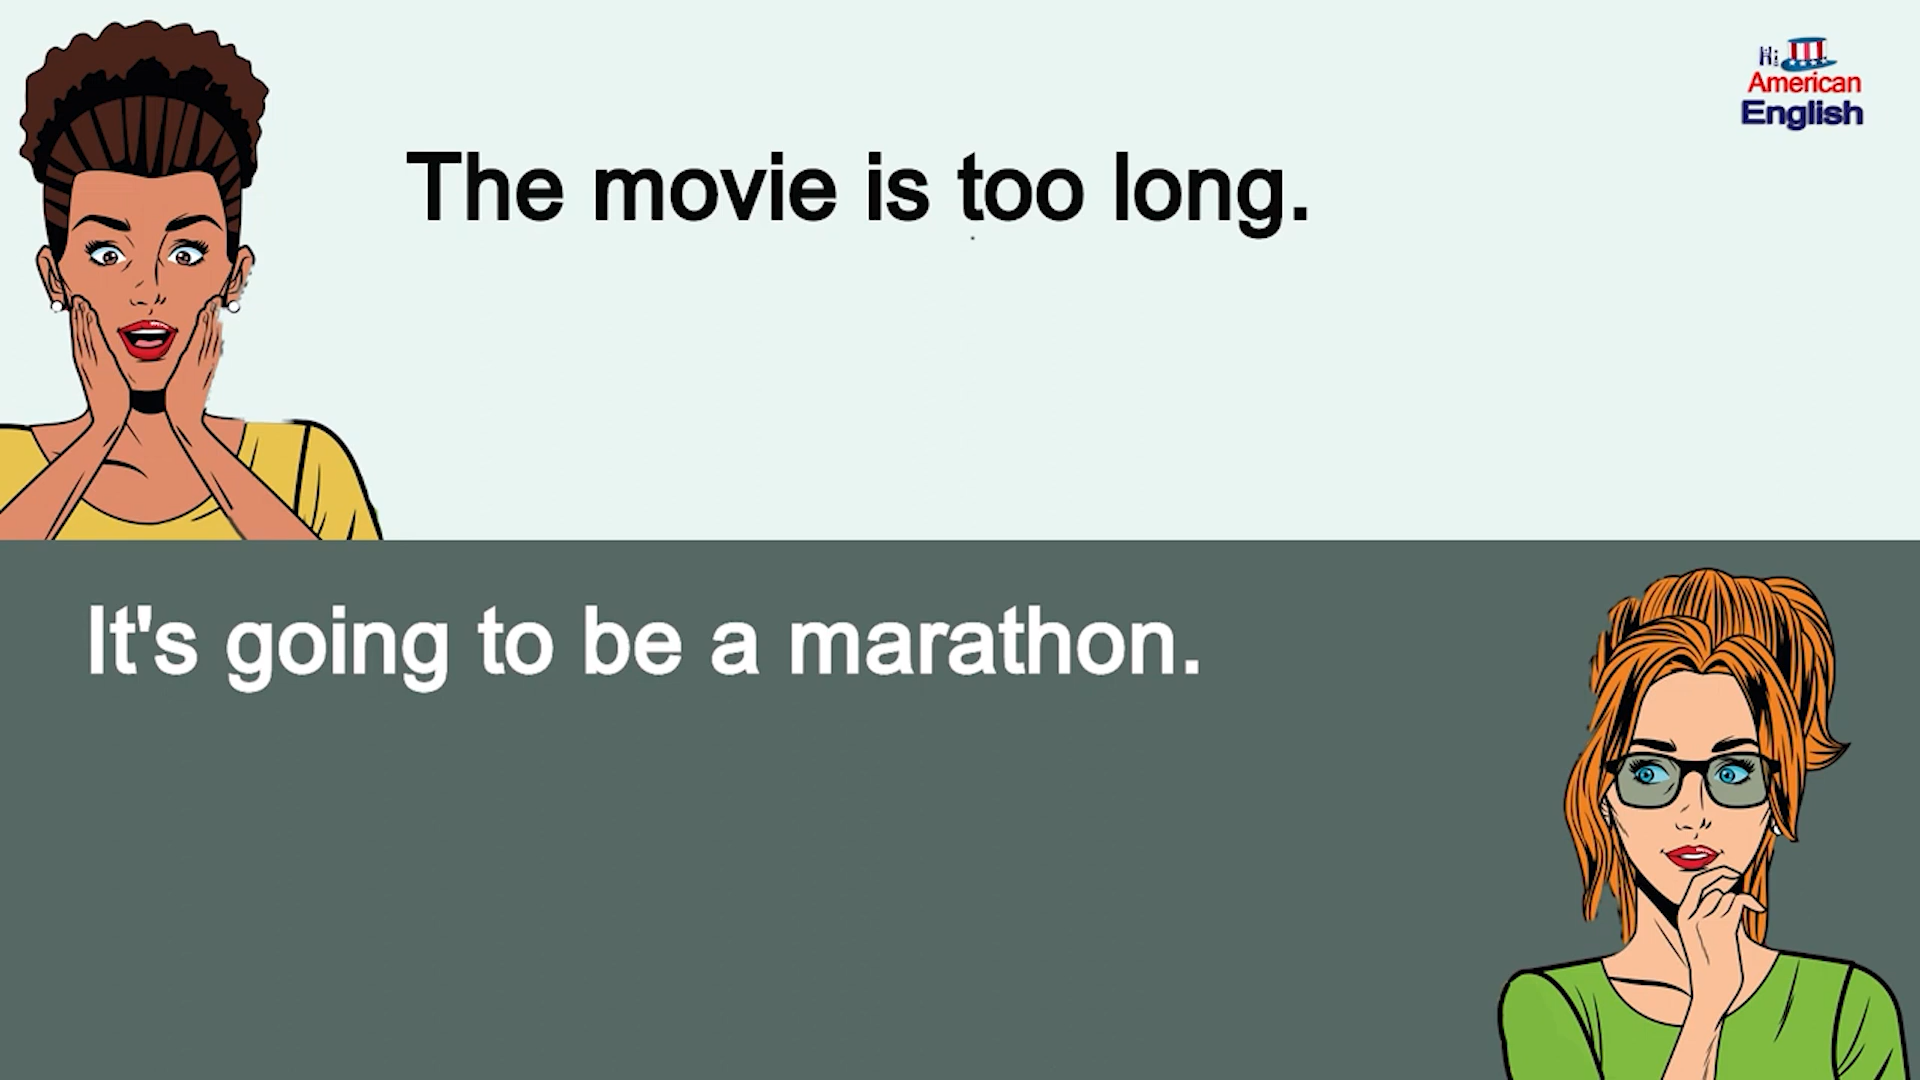 Hi
American
English
The movie is too long.
It's going to be a marathon.